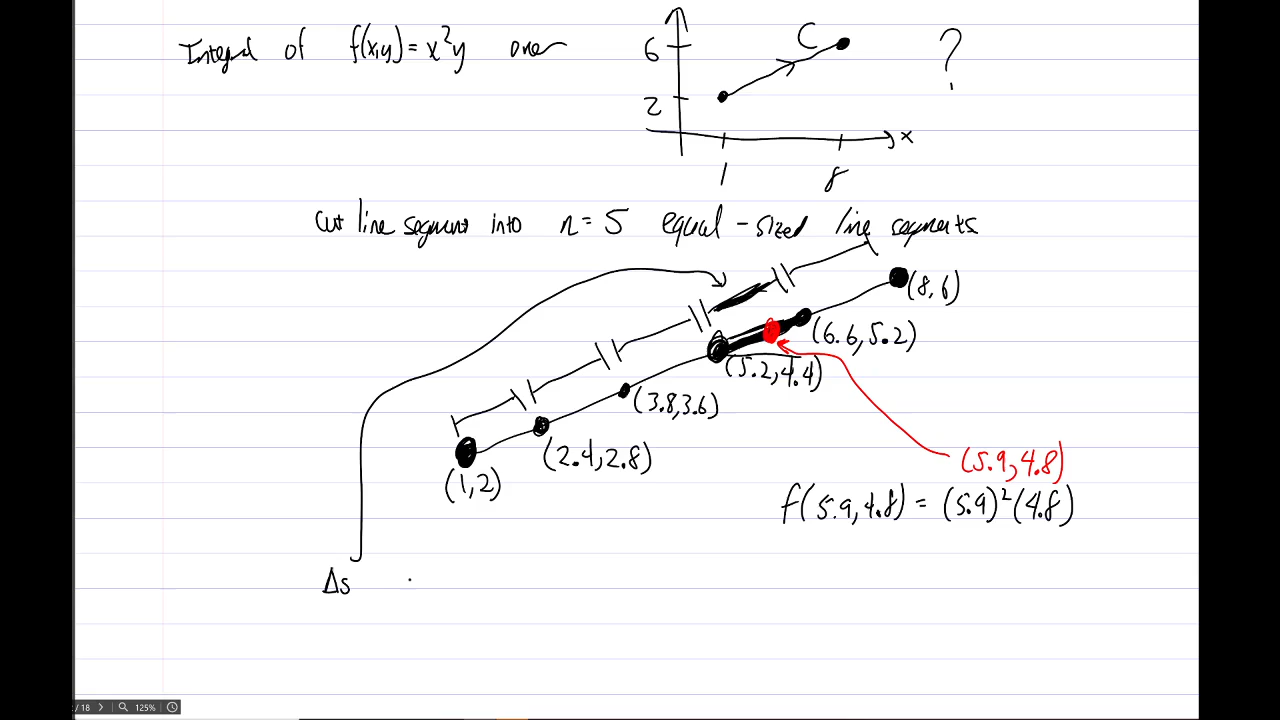 Integral of f(x,y) = x²y over
6
C
?
2
x
1
8
Cut line segment into n = 5 equal-sized line segments
(8,6)
(6.6,5.2)
(5.2,4.4)
(3.8,3.6)
(2.4,2.8)
(1,2)
(5.9,4.8)
f(5.9,4.8) = (5.9)²(4.8)
Δs
/ 18
125%